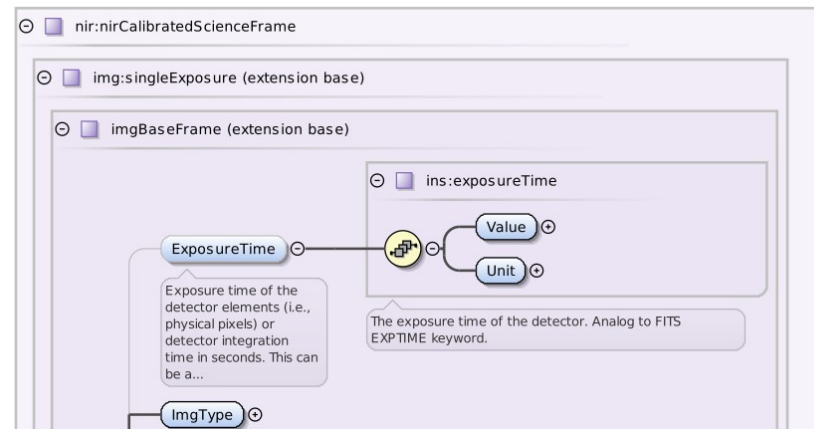 nir:nirCalibratedScienceFrame
img:singleExposure (extension base)
imgBaseFrame (extension base)
ins:exposureTime
Value
ExposureTime
Unit
Exposure time of the
detector elements (i.e.,
physical pixels) or
detector integration
time in seconds. This can
be a...
The exposure time of the detector. Analog to FITS
EXPTIME keyword.
ImgType